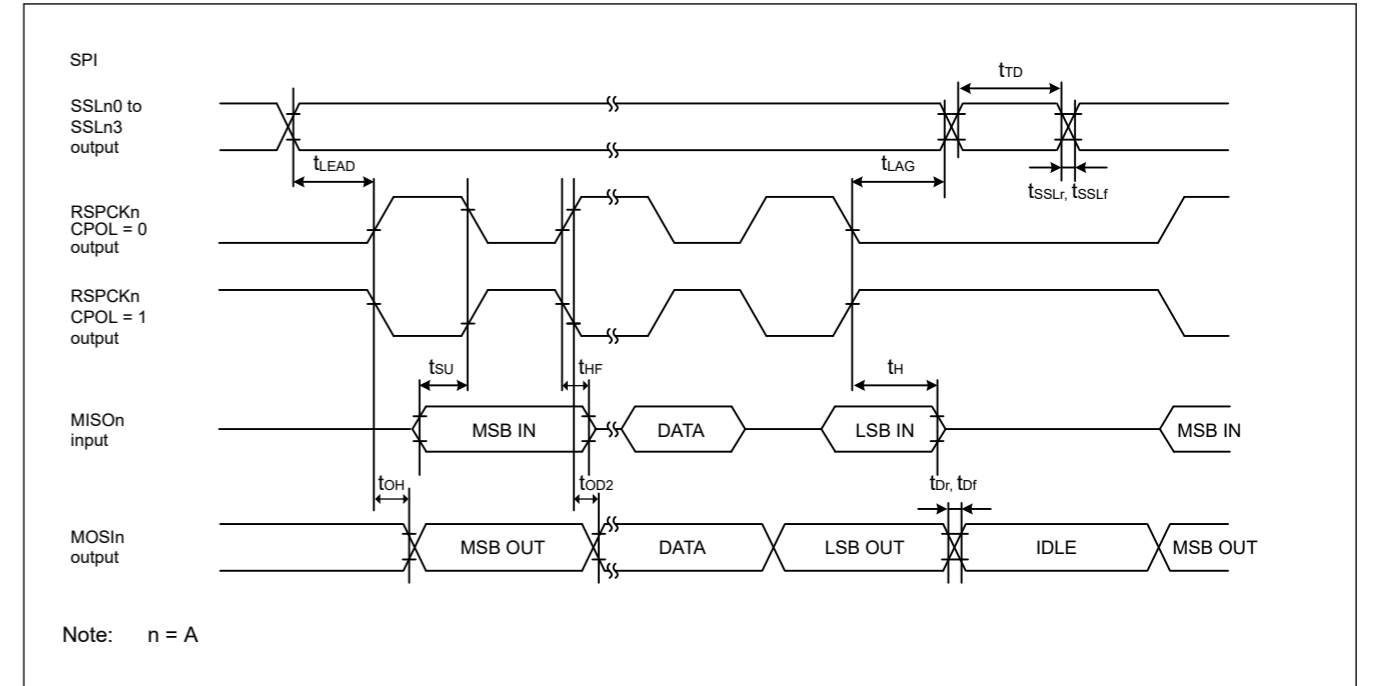 SPI
tTD
SSLn0 to
SSLn3
output
tLEAD
tLAG
tSSLr, tSSLf
RSPCKn
CPOL = 0
output
RSPCKn
CPOL = 1
output
tSU
tHF
tH
MISOn
input
MSB IN
DATA
LSB IN
MSB IN
tOH
tOD2
tDr, tDf
MOSIn
output
MSB OUT
DATA
LSB OUT
IDLE
MSB OUT
Note: n = A